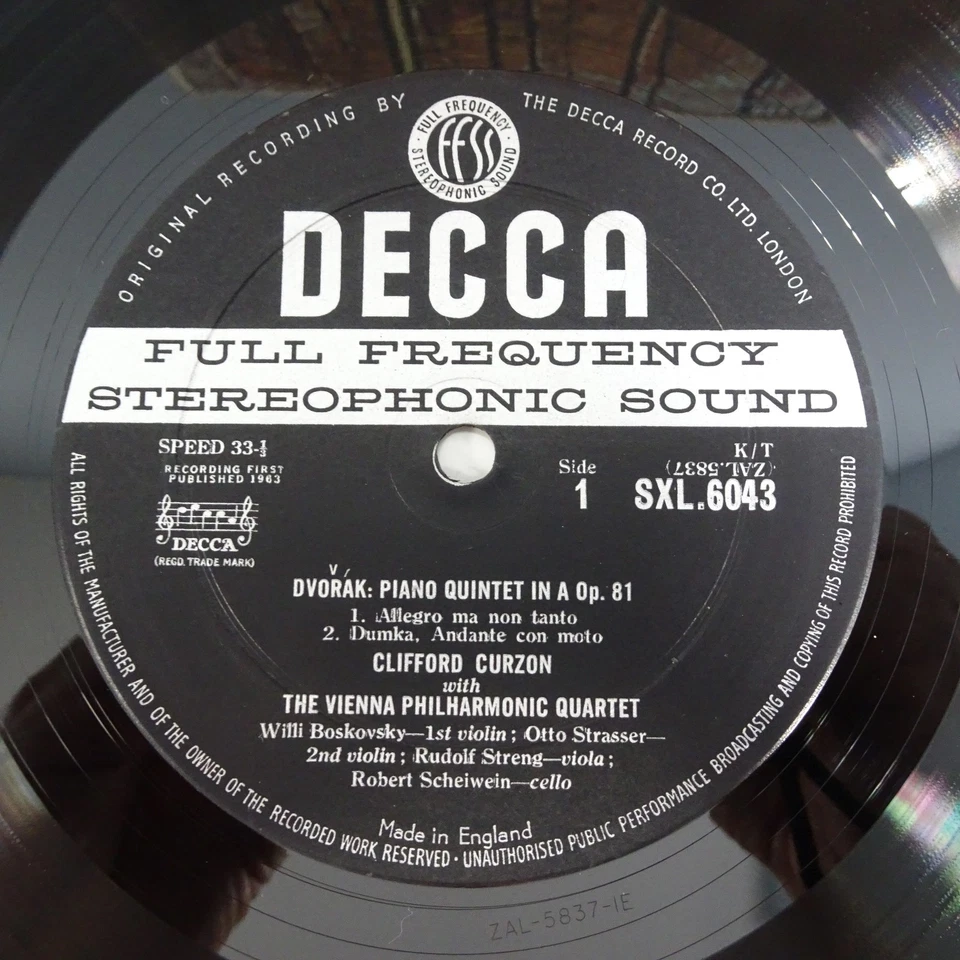 ORIGINAL RECORDING BY
THE DECCA RECORD CO. LTD. LONDON
FULL FREQUENCY
ffss
STEREOPHONIC SOUND
DECCA
FULL FREQUENCY
STEREOPHONIC SOUND
SPEED 33-⅓
RECORDING FIRST
PUBLISHED 1963
DECCA
(REGD. TRADE MARK)
K/T
(ZAL.5837)
Side
1
SXL.6043
DVOŘÁK: PIANO QUINTET IN A Op. 81
1. Allegro ma non tanto
2. Dumka, Andante con moto
CLIFFORD CURZON
with
THE VIENNA PHILHARMONIC QUARTET
Willi Boskovsky—1st violin; Otto Strasser—
2nd violin; Rudolf Streng—viola;
Robert Scheiwein—cello
Made in England
ALL RIGHTS OF THE MANUFACTURER AND OF THE OWNER OF THE RECORDED WORK RESERVED · UNAUTHORISED PUBLIC PERFORMANCE BROADCASTING AND COPYING OF THIS RECORD PROHIBITED
ZAL-5837-1E